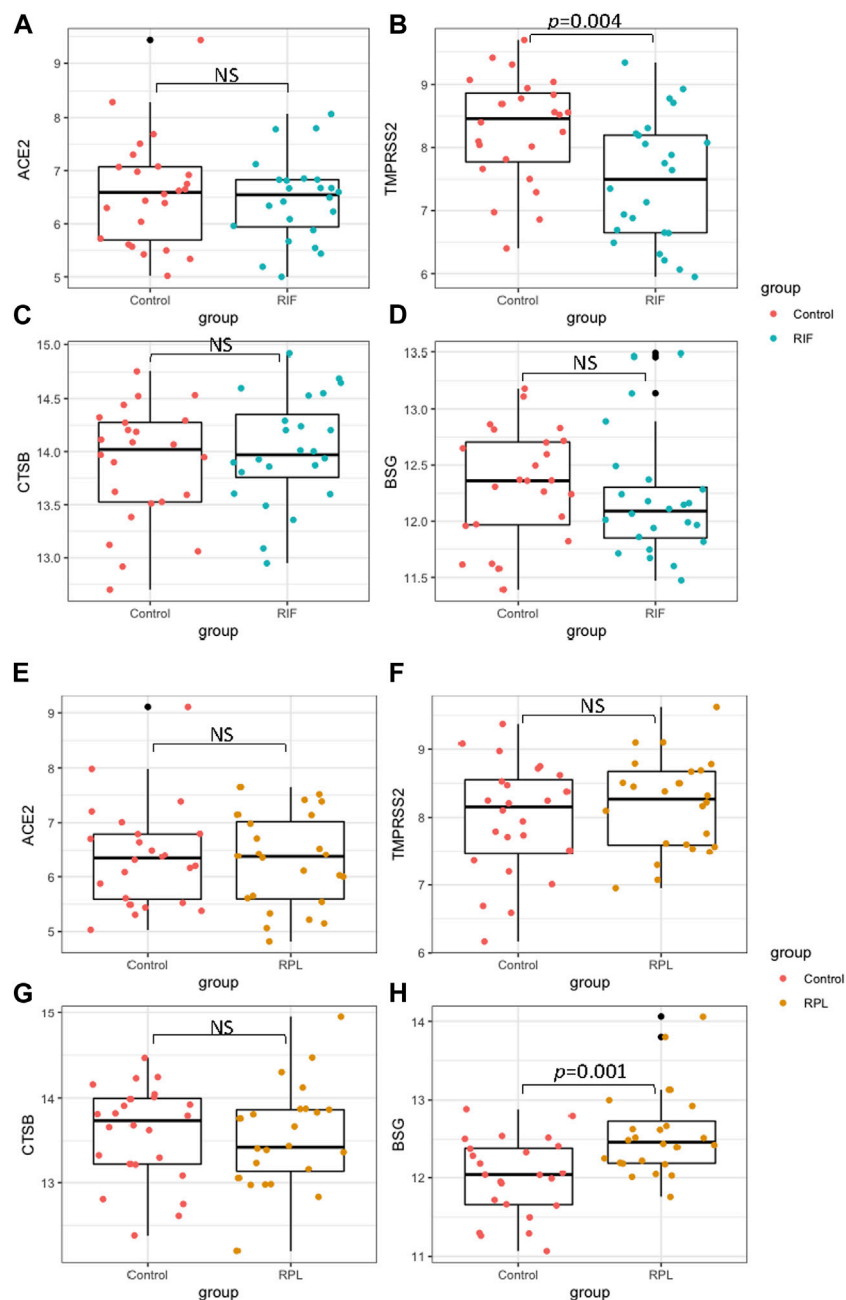 A
NS
ACE2
9
8
7
6
5
Control
RIF
group
B
p=0.004
TMPRSS2
9
8
7
6
Control
RIF
group
C
NS
CTSB
15.0
14.5
14.0
13.5
13.0
Control
RIF
group
D
NS
BSG
13.5
13.0
12.5
12.0
11.5
Control
RIF
group
group
Control
RIF
E
NS
ACE2
9
8
7
6
5
Control
RPL
group
F
NS
TMPRSS2
9
8
7
6
Control
RPL
group
G
NS
CTSB
15
14
13
Control
RPL
group
H
p=0.001
BSG
14
13
12
11
Control
RPL
group
group
Control
RPL